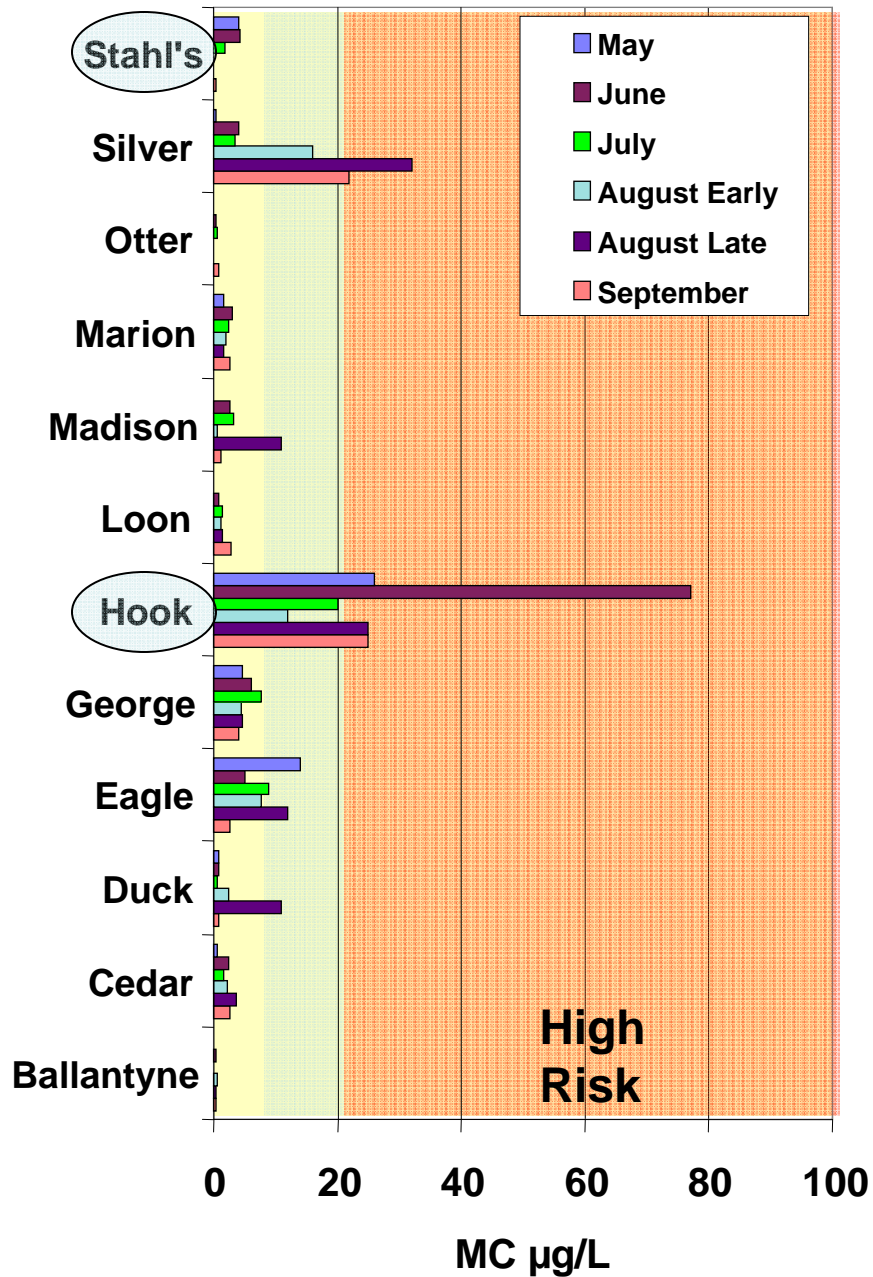 Stahl's
Silver
Otter
Marion
Madison
Loon
Hook
George
Eagle
Duck
Cedar
Ballantyne
May
June
July
August Early
August Late
September
High
Risk
0 20 40 60 80 100
MC µg/L